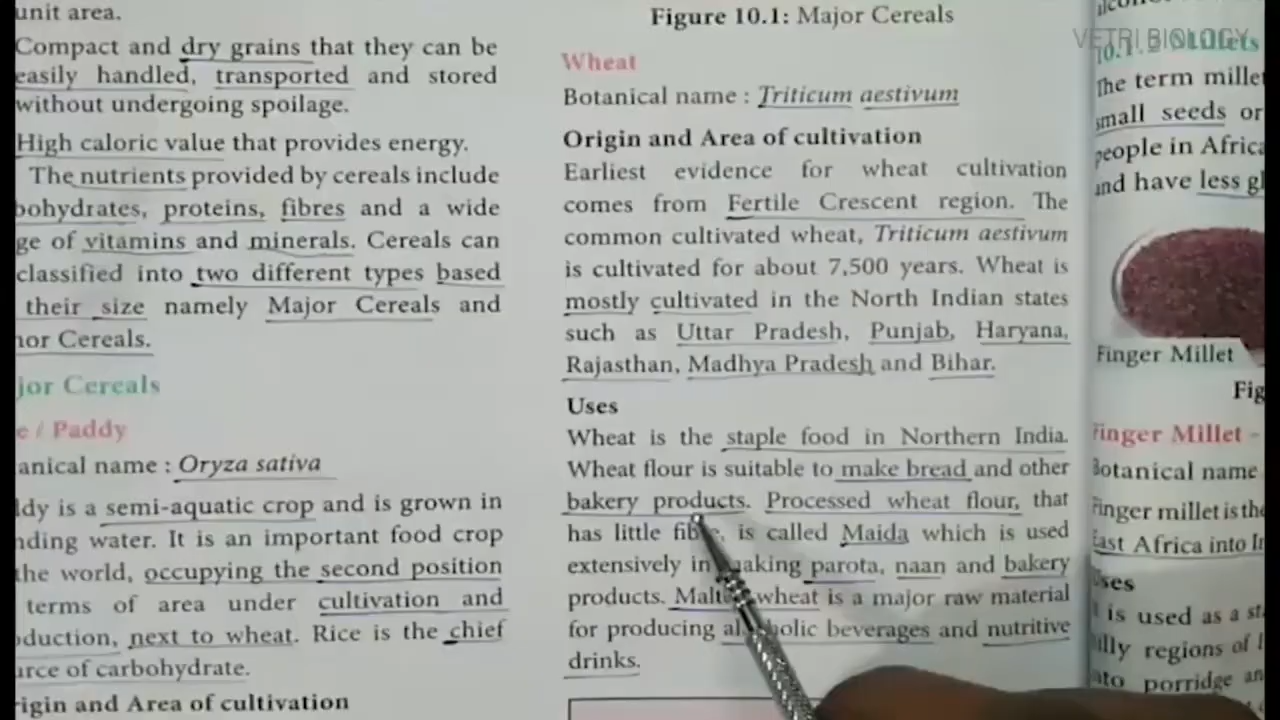 unit area.
Compact and dry grains that they can be
easily handled, transported and stored
without undergoing spoilage.
High caloric value that provides energy.
The nutrients provided by cereals include
bohydrates, proteins, fibres and a wide
ge of vitamins and minerals. Cereals can
classified into two different types based
their size namely Major Cereals and
nor Cereals.
jor Cereals
e / Paddy
anical name : Oryza sativa
ldy is a semi-aquatic crop and is grown in
nding water. It is an important food crop
the world, occupying the second position
terms of area under cultivation and
oduction, next to wheat. Rice is the chief
urce of carbohydrate.
rigin and Area of cultivation
Figure 10.1: Major Cereals
Wheat
Botanical name : Triticum aestivum
Origin and Area of cultivation
Earliest evidence for wheat cultivation
comes from Fertile Crescent region. The
common cultivated wheat, Triticum aestivum
is cultivated for about 7,500 years. Wheat is
mostly cultivated in the North Indian states
such as Uttar Pradesh, Punjab, Haryana,
Rajasthan, Madhya Pradesh and Bihar.
Uses
Wheat is the staple food in Northern India.
Wheat flour is suitable to make bread and other
bakery products. Processed wheat flour, that
has little fibre, is called Maida which is used
extensively in making parota, naan and bakery
products. Malt wheat is a major raw material
for producing alcoholic beverages and nutritive
drinks.
VETRI BIOLOGY
The term mille
small seeds or
people in Africa
and have less gl
Finger Millet
Fig
Finger Millet -
Botanical name
Finger millet is the
East Africa into In
Uses
t is used as a sta
illy regions of I
nto porridge an